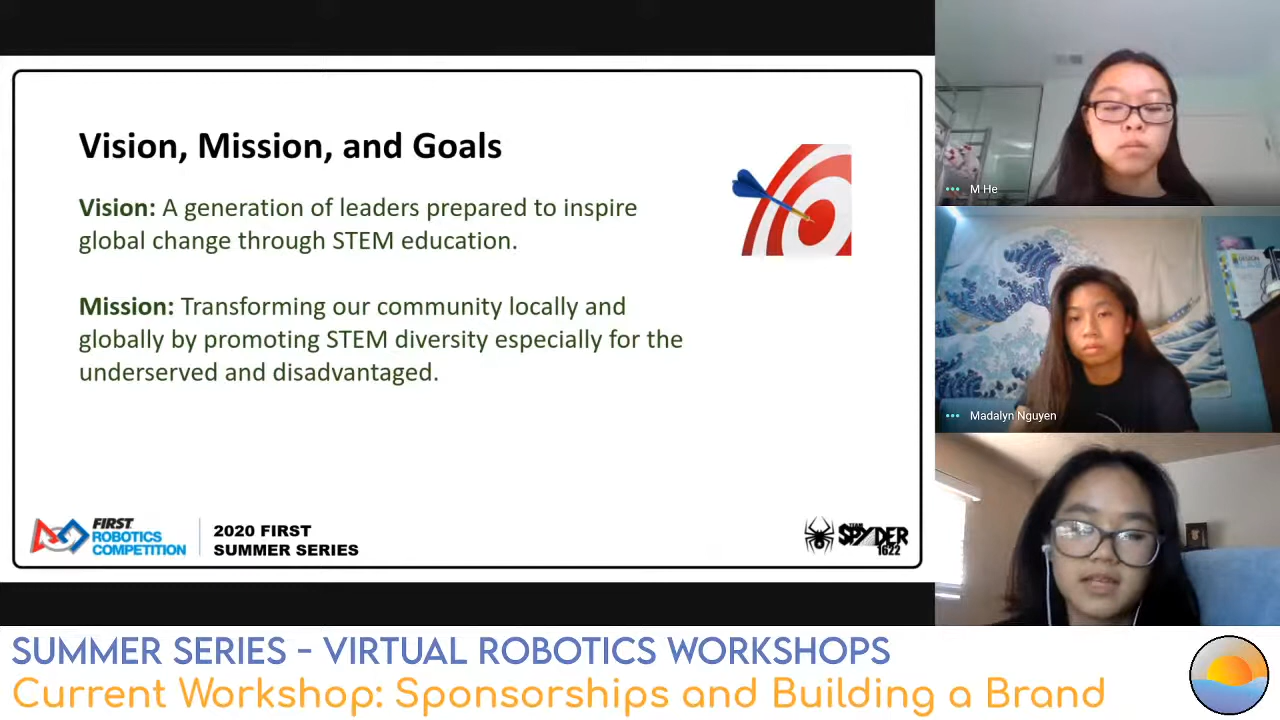 Vision, Mission, and Goals
Vision: A generation of leaders prepared to inspire
global change through STEM education.
Mission: Transforming our community locally and
globally by promoting STEM diversity especially for the
underserved and disadvantaged.
FIRST
ROBOTICS
COMPETITION
2020 FIRST
SUMMER SERIES
TEAM
SPYDER
1622
M He
Madalyn Nguyen
SUMMER SERIES - VIRTUAL ROBOTICS WORKSHOPS
Current Workshop: Sponsorships and Building a Brand